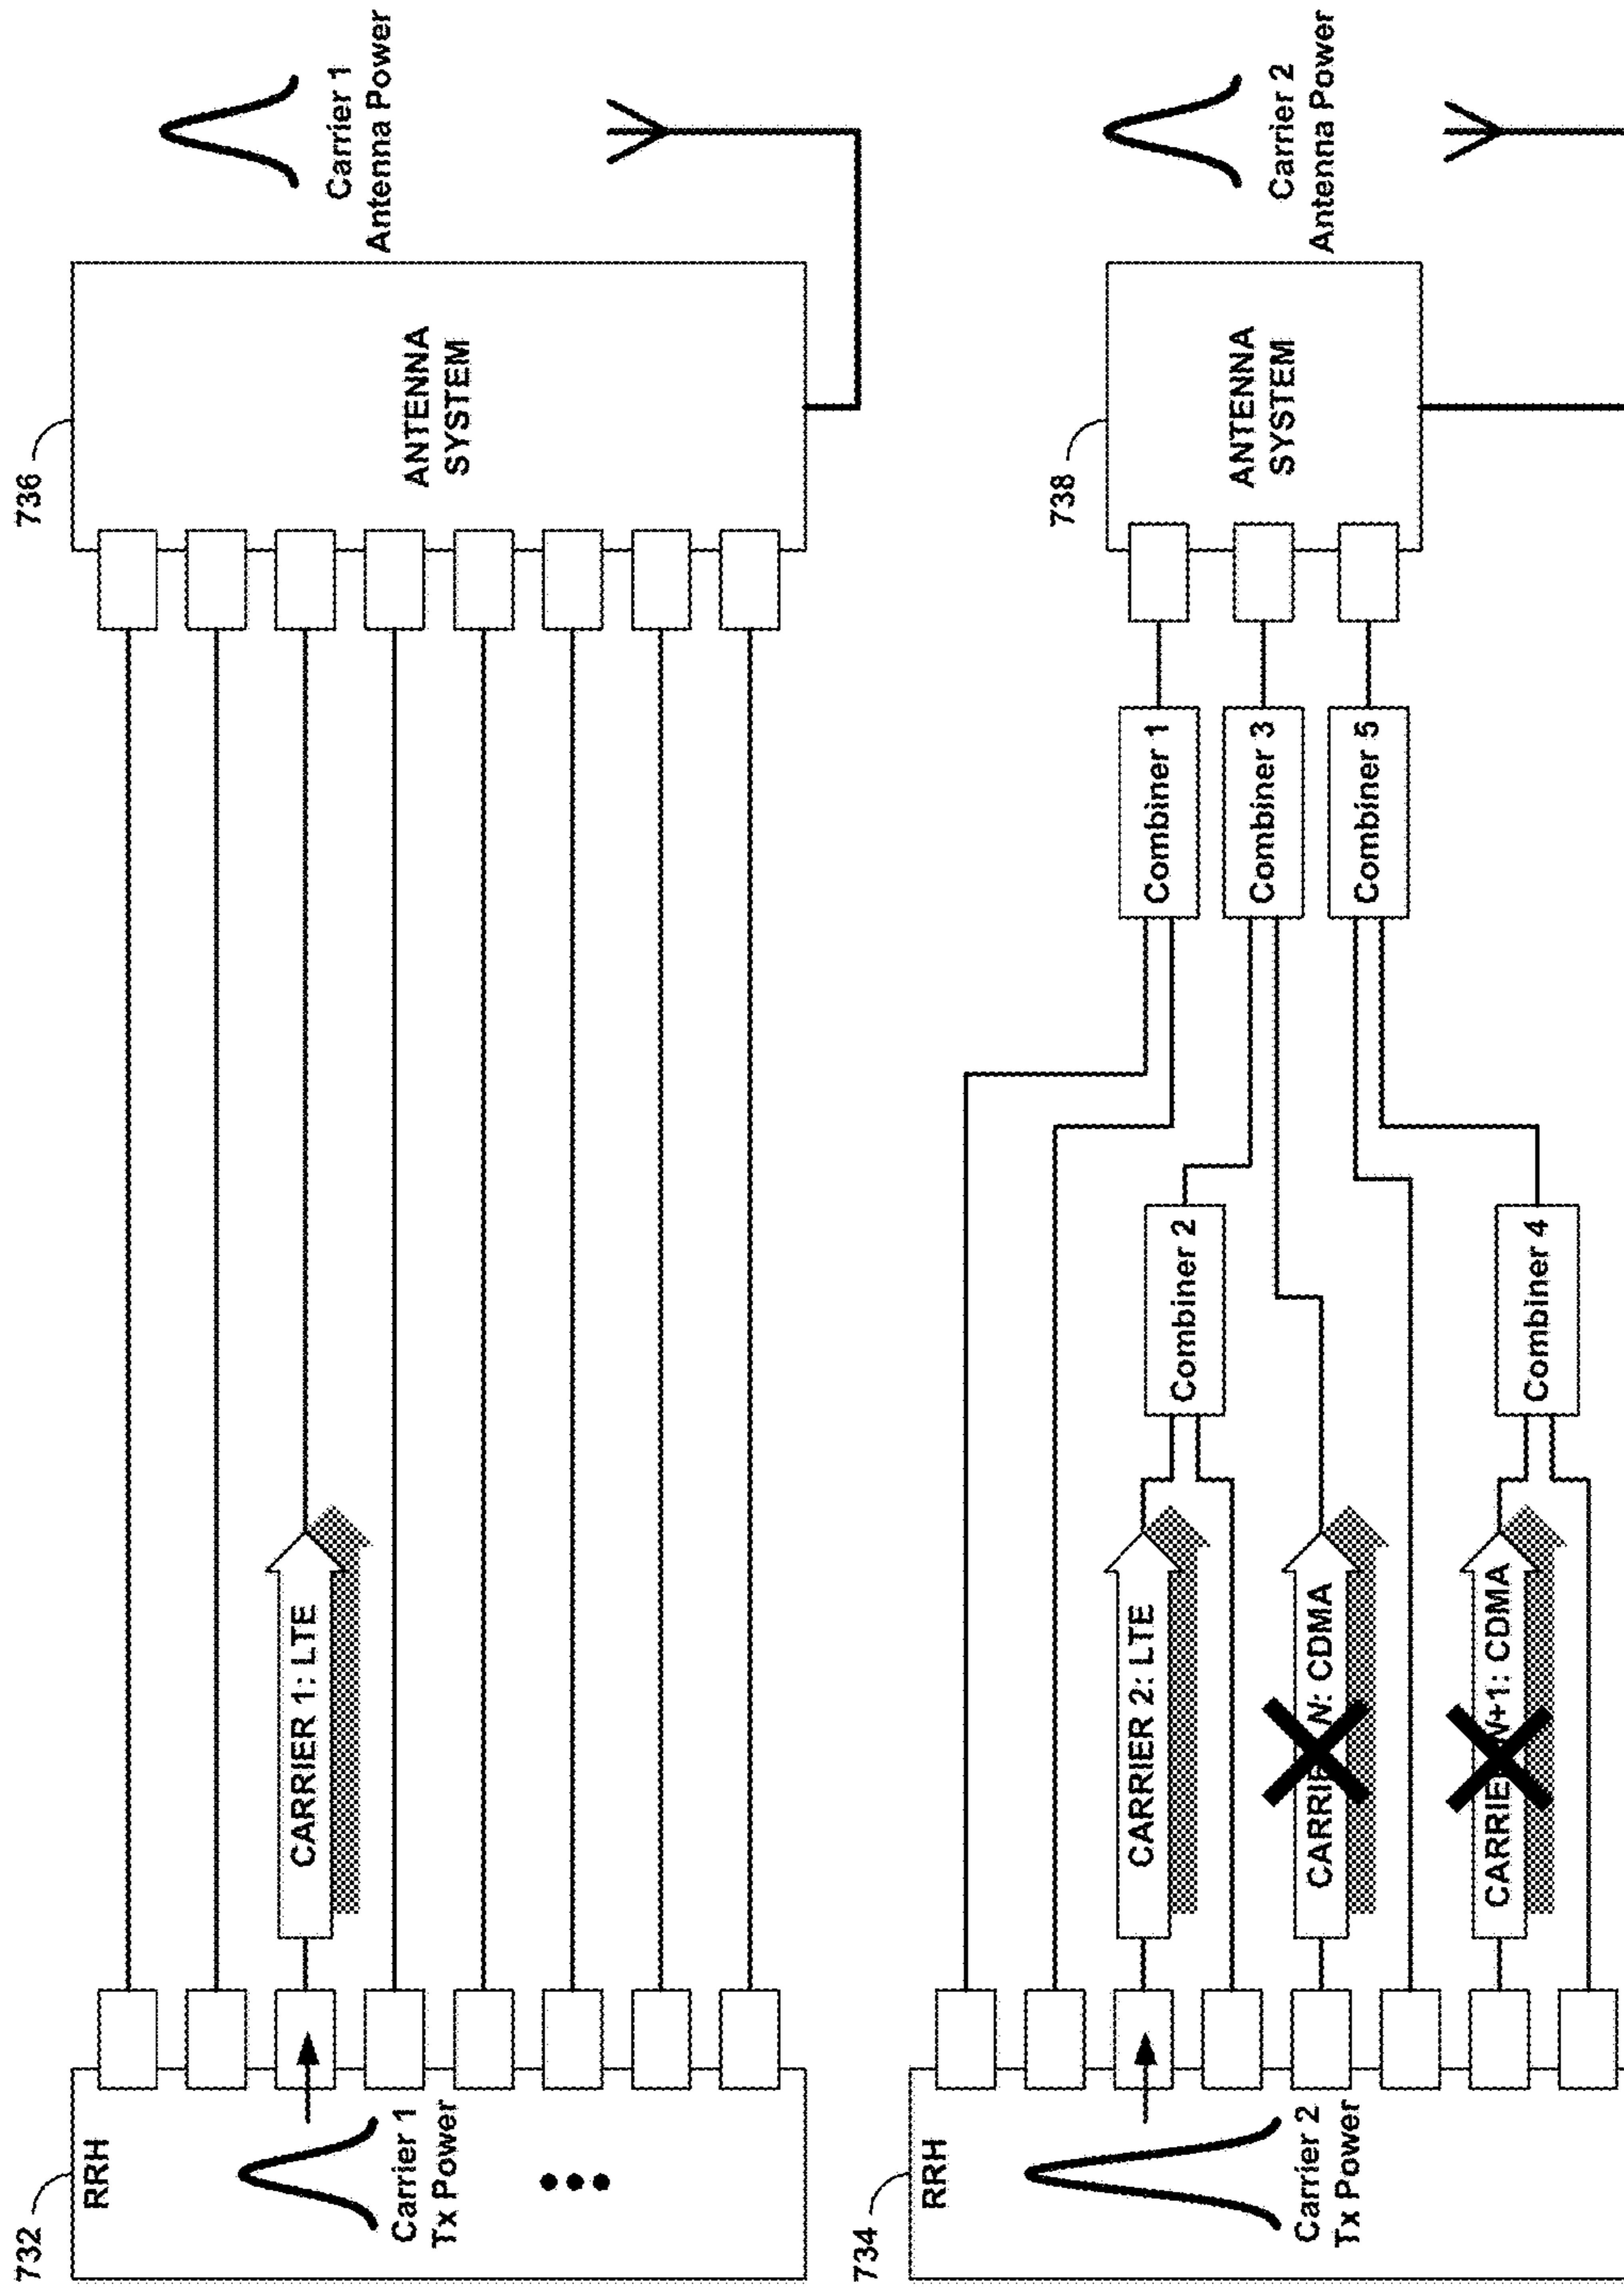 732
RRH
Carrier 1
Tx Power
CARRIER 1: LTE
736
ANTENNA
SYSTEM
Carrier 1
Antenna Power
734
RRH
Carrier 2
Tx Power
CARRIER 2: LTE
CARRIER N: CDMA
CARRIER N+1: CDMA
Combiner 2
Combiner 4
Combiner 1
Combiner 3
Combiner 5
738
ANTENNA
SYSTEM
Carrier 2
Antenna Power